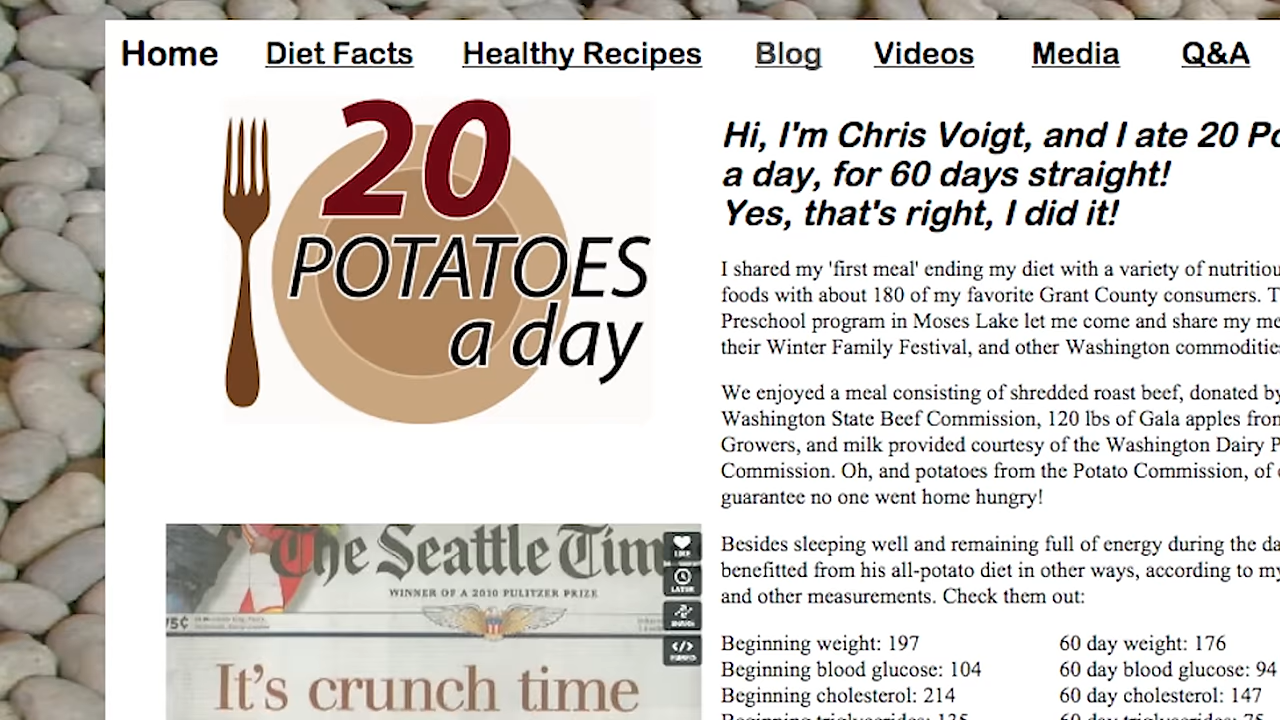 Home Diet Facts Healthy Recipes Blog Videos Media Q&A
20
POTATOES
a day
Hi, I'm Chris Voigt, and I ate 20
a day, for 60 days straight!
Yes, that's right, I did it!
I shared my 'first meal' ending my diet with a variety of
foods with about 180 of my favorite Grant County consumers.
Preschool program in Moses Lake let me come and share my
their Winter Family Festival, and other Washington
We enjoyed a meal consisting of shredded roast beef, donated by
Washington State Beef Commission, 120 lbs of Gala apples from
Growers, and milk provided courtesy of the Washington Dairy
Commission. Oh, and potatoes from the Potato Commission, of
guarantee no one went home hungry!
Besides sleeping well and remaining full of energy during the
benefitted from his all-potato diet in other ways, according to my
and other measurements. Check them out:
Beginning weight: 197 60 day weight: 176
Beginning blood glucose: 104 60 day blood glucose: 94
Beginning cholesterol: 214 60 day cholesterol: 147
The Seattle Tim
WINNER OF A 2010 PULITZER PRIZE
75¢
It's crunch time
LIKE
LATER
SHARE